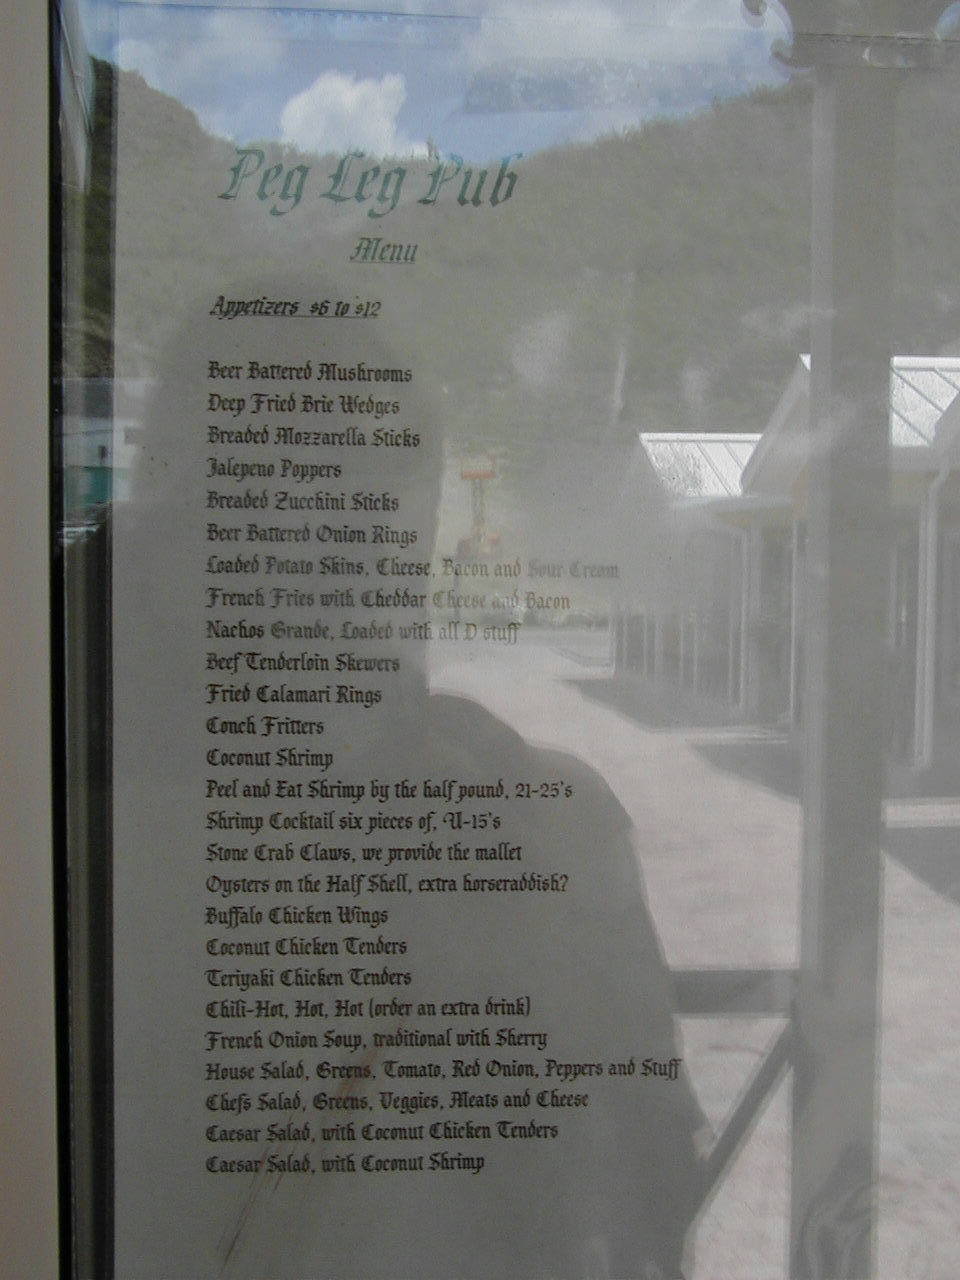 Peg Leg Pub
Menu
Appetizers $6 to $12
Beer Battered Mushrooms
Deep Fried Brie Wedges
Breaded Mozzarella Sticks
Jalepeno Poppers
Breaded Zucchini Sticks
Beer Battered Onion Rings
Loaded Potato Skins, Cheese, Bacon and Sour Cream
French Fries with Cheddar Cheese and Bacon
Nachos Grande, Loaded with all D stuff
Beef Tenderloin Skewers
Fried Calamari Rings
Conch Fritters
Coconut Shrimp
Peel and Eat Shrimp by the half pound, 21-25's
Shrimp Cocktail six pieces of, U-15's
Stone Crab Claws, we provide the mallet
Oysters on the Half Shell, extra horseraddish?
Buffalo Chicken Wings
Coconut Chicken Tenders
Teriyaki Chicken Tenders
Chili-Hot, Hot, Hot (order an extra drink)
French Onion Soup, traditional with Sherry
House Salad, Greens, Tomato, Red Onion, Peppers and Stuff
Chefs Salad, Greens, Veggies, Meats and Cheese
Caesar Salad, with Coconut Chicken Tenders
Caesar Salad, with Coconut Shrimp